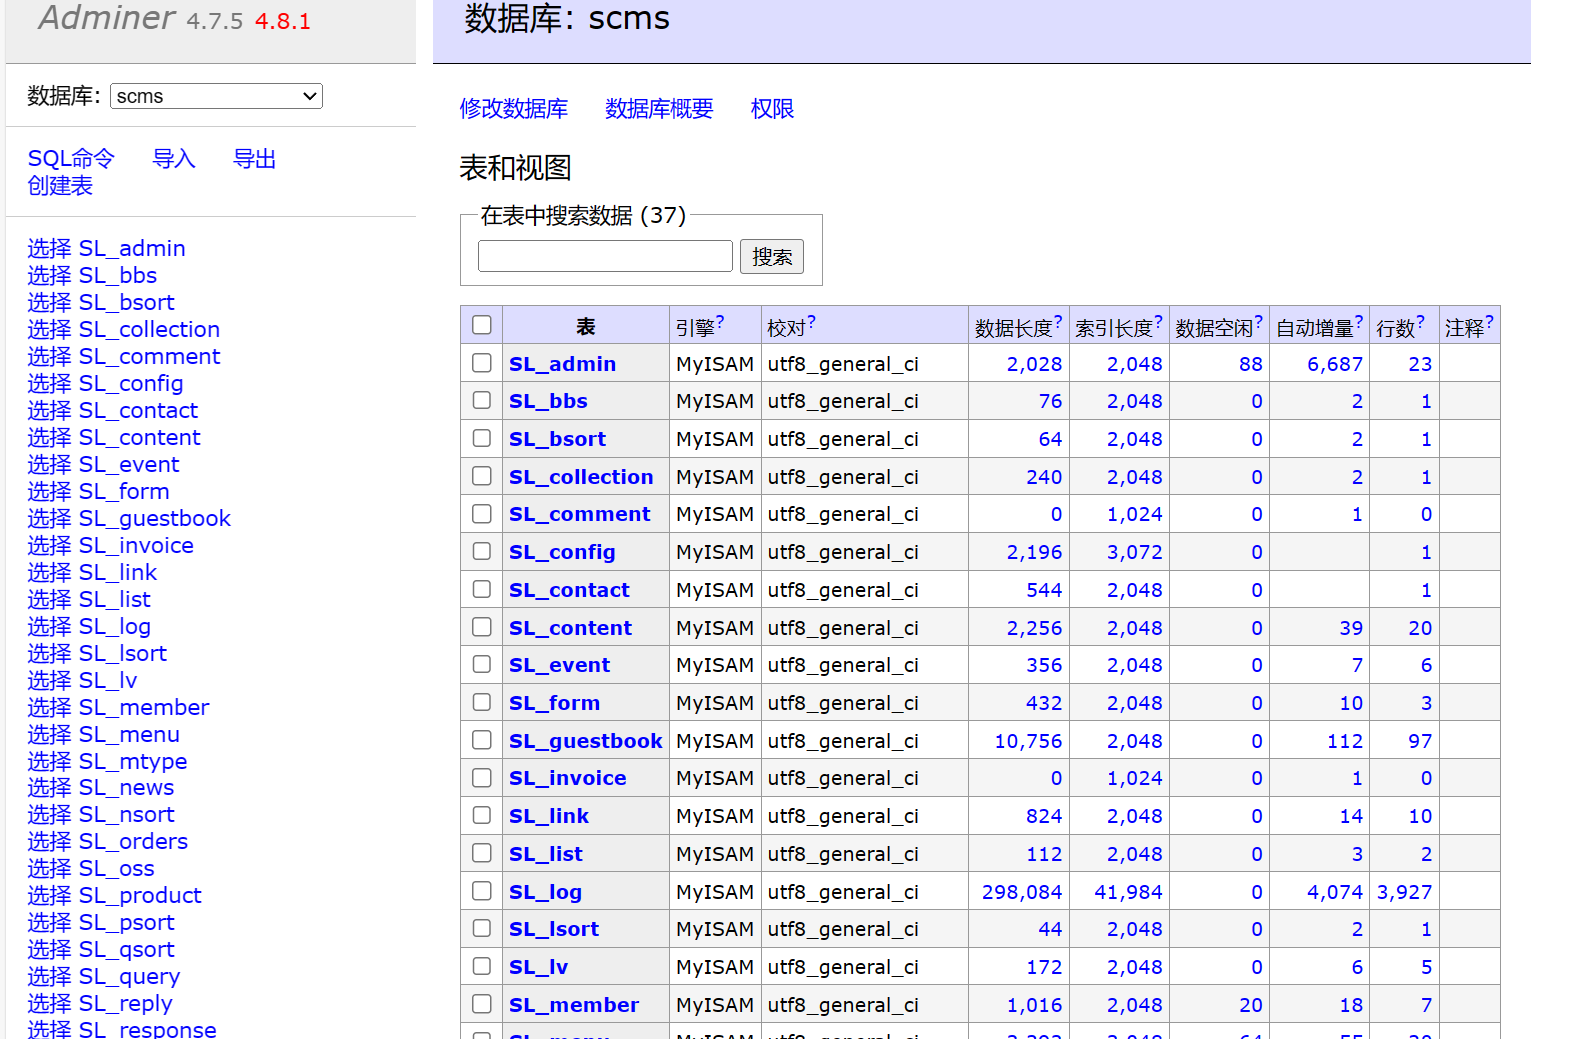 Adminer 4.7.5 4.8.1
数据库: scms
SQL命令 导入 导出
创建表
选择 SL_admin
选择 SL_bbs
选择 SL_bsort
选择 SL_collection
选择 SL_comment
选择 SL_config
选择 SL_contact
选择 SL_content
选择 SL_event
选择 SL_form
选择 SL_guestbook
选择 SL_invoice
选择 SL_link
选择 SL_list
选择 SL_log
选择 SL_lsort
选择 SL_lv
选择 SL_member
选择 SL_menu
选择 SL_mtype
选择 SL_news
选择 SL_nsort
选择 SL_orders
选择 SL_oss
选择 SL_product
选择 SL_psort
选择 SL_qsort
选择 SL_query
选择 SL_reply
选择 SL_response
数据库: scms
修改数据库 数据库概要 权限
表和视图
在表中搜索数据 (37)
搜索
表 引擎? 校对? 数据长度? 索引长度? 数据空闲? 自动增量? 行数? 注释?
SL_admin MyISAM utf8_general_ci 2,028 2,048 88 6,687 23
SL_bbs MyISAM utf8_general_ci 76 2,048 0 2 1
SL_bsort MyISAM utf8_general_ci 64 2,048 0 2 1
SL_collection MyISAM utf8_general_ci 240 2,048 0 2 1
SL_comment MyISAM utf8_general_ci 0 1,024 0 1 0
SL_config MyISAM utf8_general_ci 2,196 3,072 0 1
SL_contact MyISAM utf8_general_ci 544 2,048 0 1
SL_content MyISAM utf8_general_ci 2,256 2,048 0 39 20
SL_event MyISAM utf8_general_ci 356 2,048 0 7 6
SL_form MyISAM utf8_general_ci 432 2,048 0 10 3
SL_guestbook MyISAM utf8_general_ci 10,756 2,048 0 112 97
SL_invoice MyISAM utf8_general_ci 0 1,024 0 1 0
SL_link MyISAM utf8_general_ci 824 2,048 0 14 10
SL_list MyISAM utf8_general_ci 112 2,048 0 3 2
SL_log MyISAM utf8_general_ci 298,084 41,984 0 4,074 3,927
SL_lsort MyISAM utf8_general_ci 44 2,048 0 2 1
SL_lv MyISAM utf8_general_ci 172 2,048 0 6 5
SL_member MyISAM utf8_general_ci 1,016 2,048 20 18 7